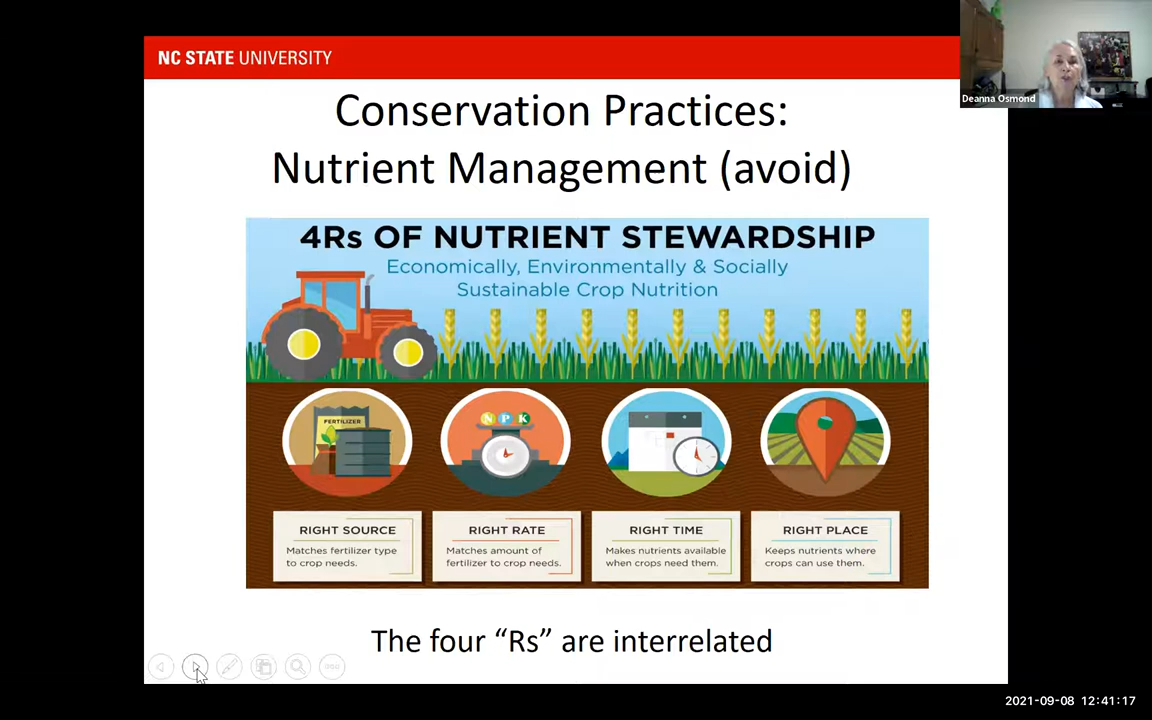 NC STATE UNIVERSITY
Deanna Osmond
Conservation Practices:
Nutrient Management (avoid)
4Rs OF NUTRIENT STEWARDSHIP
Economically, Environmentally & Socially
Sustainable Crop Nutrition
FERTILIZER
N P K
RIGHT SOURCE
Matches fertilizer type
to crop needs.
RIGHT RATE
Matches amount of
fertilizer to crop needs.
RIGHT TIME
Makes nutrients available
when crops need them.
RIGHT PLACE
Keeps nutrients where
crops can use them.
The four “Rs” are interrelated
2021-09-08 12:41:17